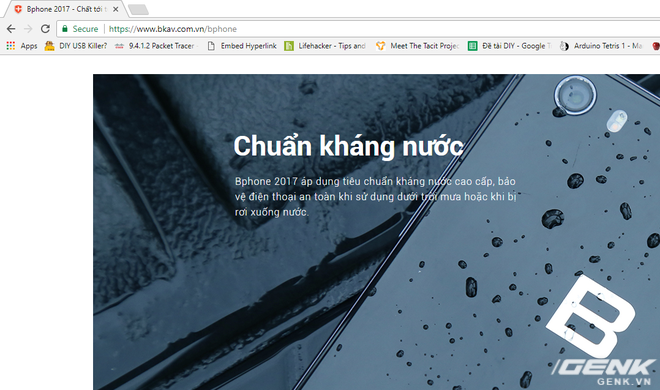 Bphone 2017 - Chất tới t
Secure
https://www.bkav.com.vn/bphone
Apps
DIY USB Killer?
9.4.1.2 Packet Tracer -
Embed Hyperlink
Lifehacker - Tips and
Meet The Tacit Projec
Đề tài DIY - Google T
Arduino Tetris 1 - Ma
Chuẩn kháng nước
Bphone 2017 áp dụng tiêu chuẩn kháng nước cao cấp, bảo
vệ điện thoại an toàn khi sử dụng dưới trời mưa hoặc khi bị
rơi xuống nước.
B
GENK
GENK.VN